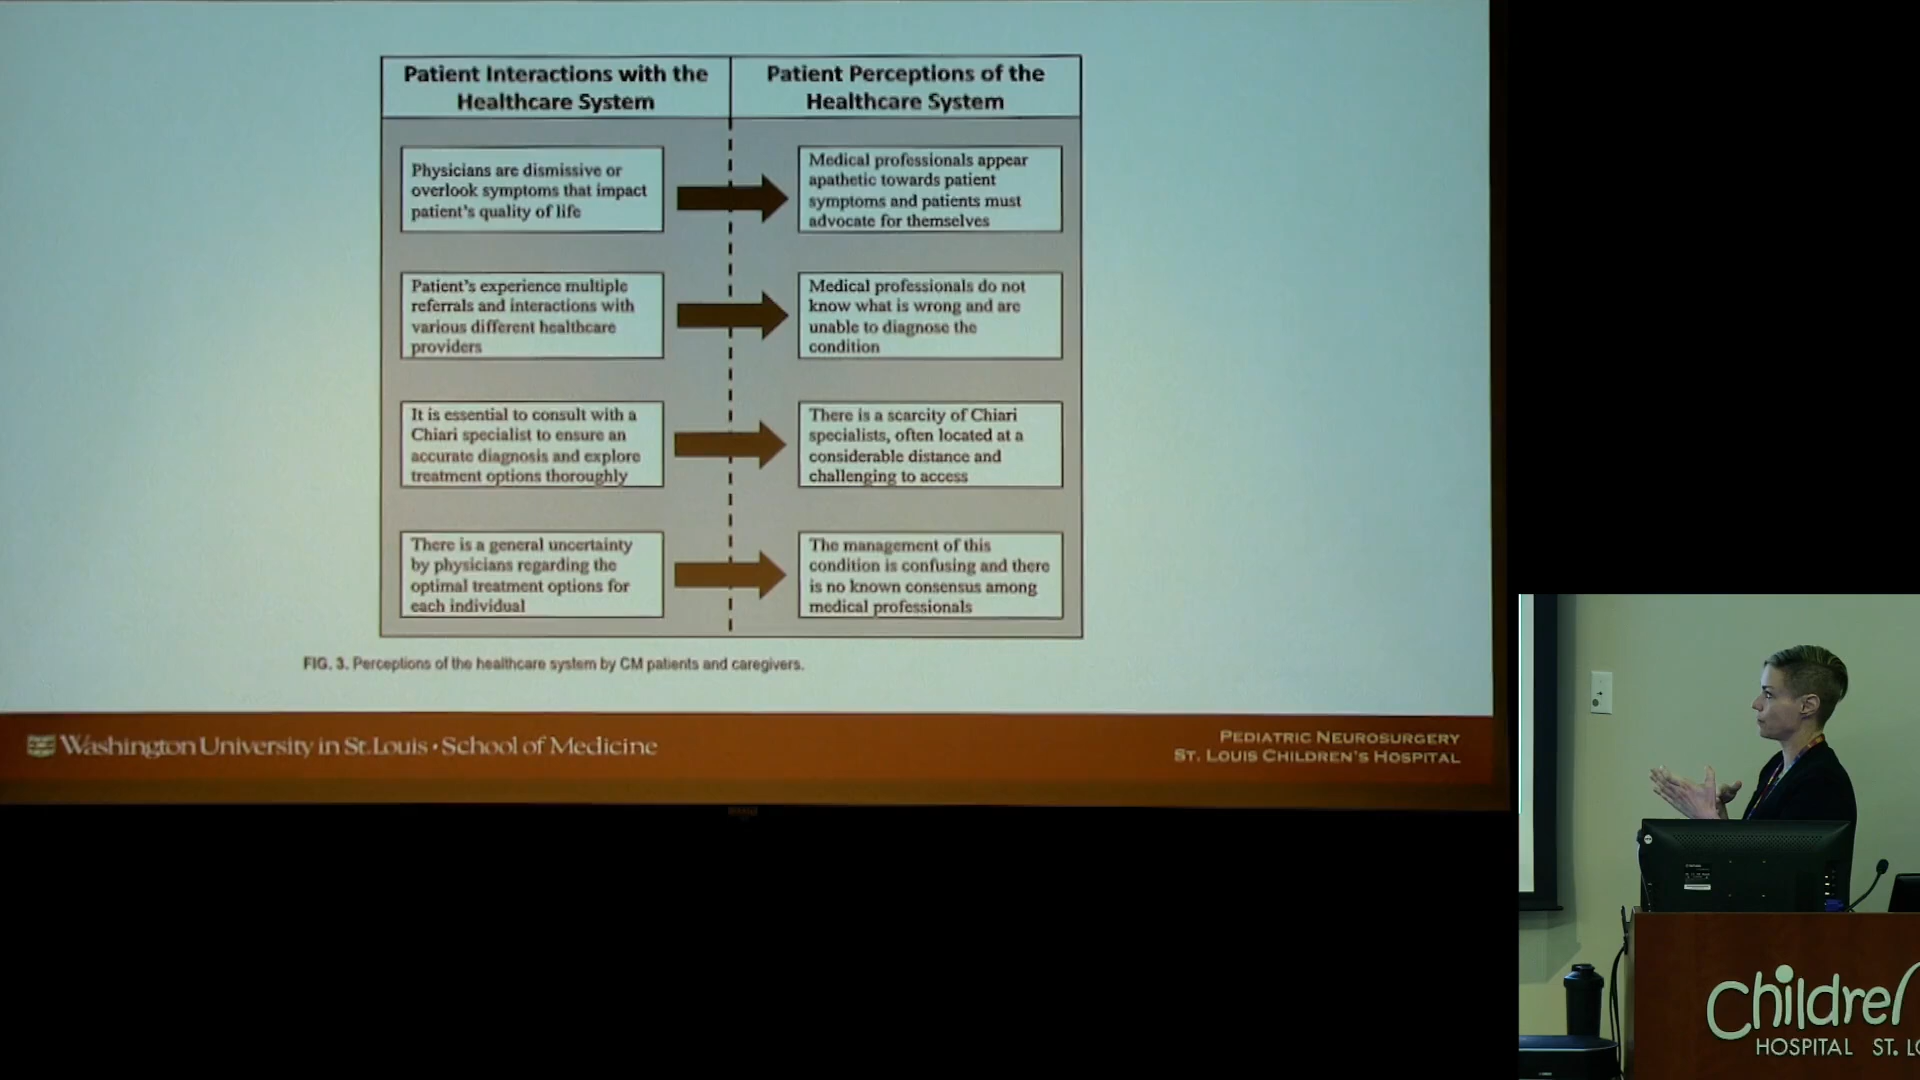 Patient Interactions with the
Healthcare System
Patient Perceptions of the
Healthcare System
Physicians are dismissive or
overlook symptoms that impact
patient's quality of life
Medical professionals appear
apathetic towards patient
symptoms and patients must
advocate for themselves
Patient's experience multiple
referrals and interactions with
various different healthcare
providers
Medical professionals do not
know what is wrong and are
unable to diagnose the
condition
It is essential to consult with a
Chiari specialist to ensure an
accurate diagnosis and explore
treatment options thoroughly
There is a scarcity of Chiari
specialists, often located at a
considerable distance and
challenging to access
There is a general uncertainty
by physicians regarding the
optimal treatment options for
each individual
The management of this
condition is confusing and there
is no known consensus among
medical professionals
FIG. 3. Perceptions of the healthcare system by CM patients and caregivers.
Washington University in St. Louis • School of Medicine
PEDIATRIC NEUROSURGERY
ST. LOUIS CHILDREN'S HOSPITAL
Children
HOSPITAL ST. LO